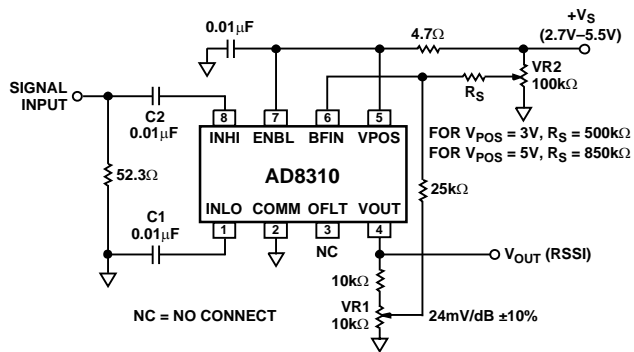 0.01μF
4.7Ω
+VS
(2.7V–5.5V)
SIGNAL
INPUT
C2
0.01μF
VR2
100kΩ
RS
8
7
6
5
INHI ENBL BFIN VPOS
FOR VPOS = 3V, RS = 500kΩ
FOR VPOS = 5V, RS = 850kΩ
52.3Ω
AD8310
25kΩ
C1
0.01μF
INLO COMM OFLT VOUT
1
2
3
4
NC
VOUT (RSSI)
10kΩ
VR1
10kΩ
24mV/dB ±10%
NC = NO CONNECT